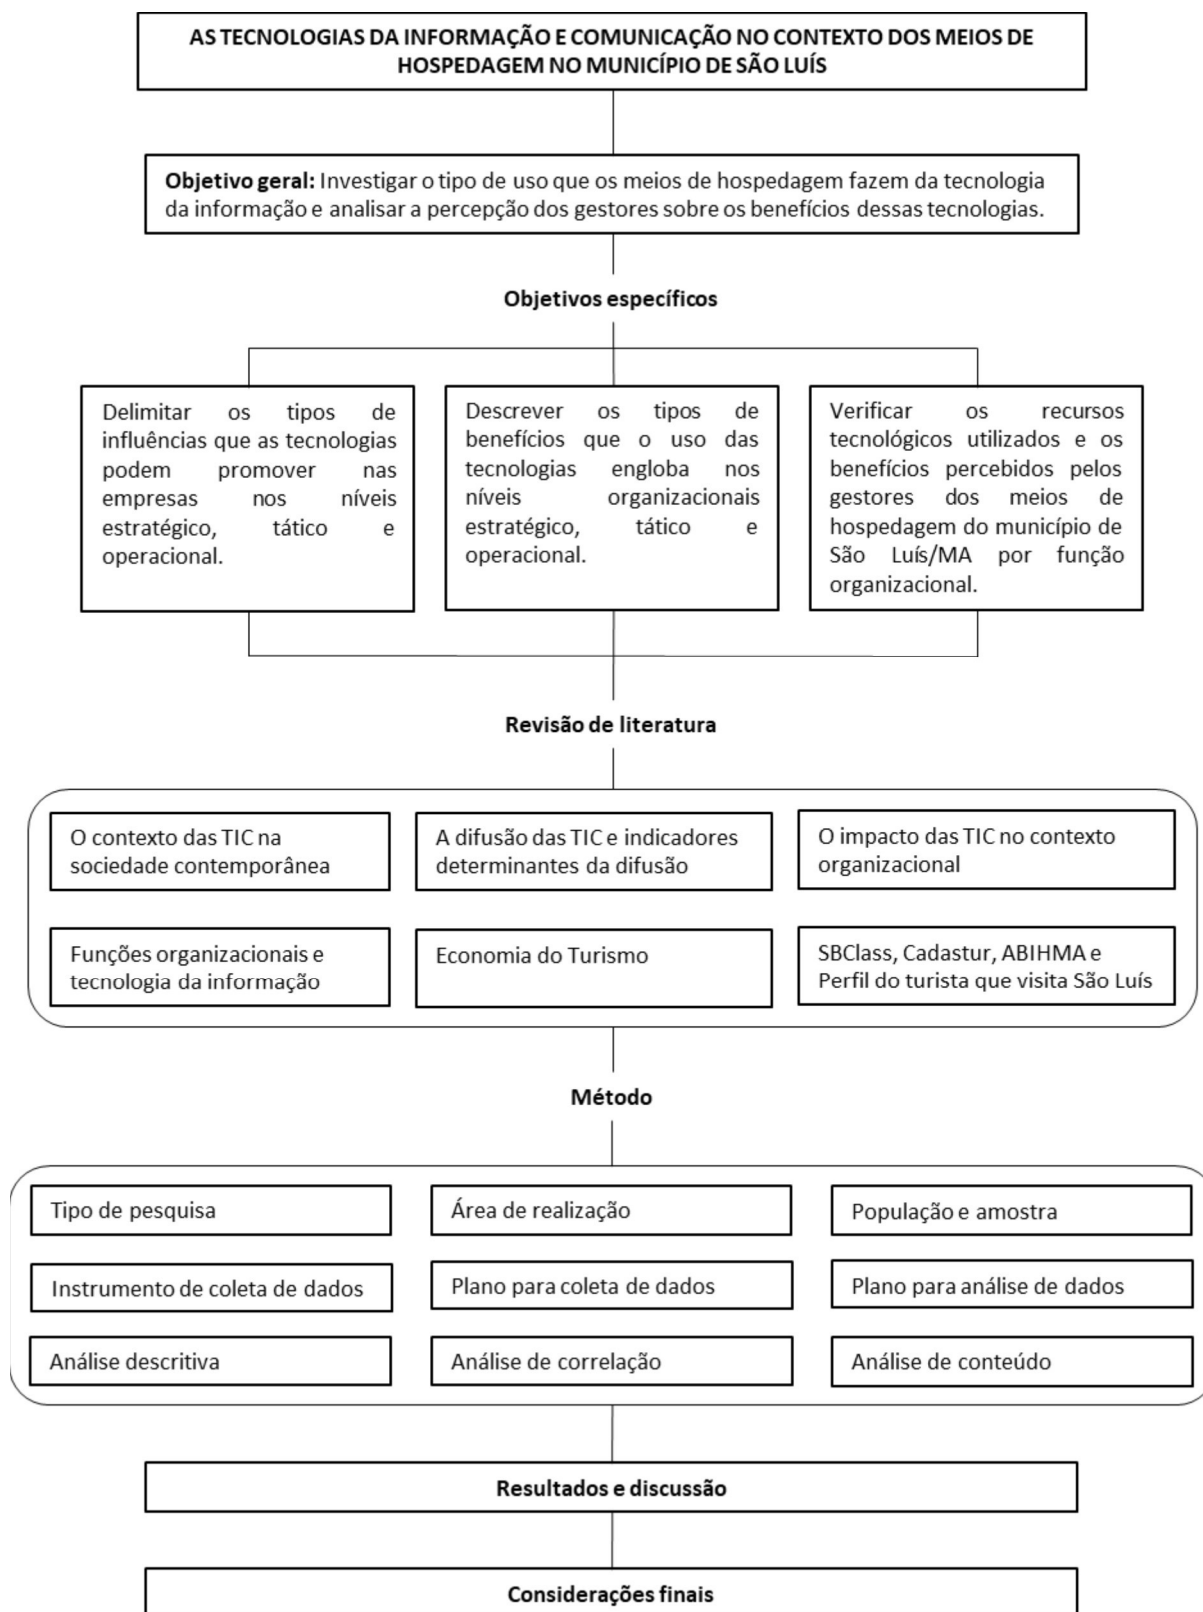 AS TECNOLOGIAS DA INFORMAÇÃO E COMUNICAÇÃO NO CONTEXTO DOS MEIOS DE
HOSPEDAGEM NO MUNICÍPIO DE SÃO LUÍS
Objetivo geral: Investigar o tipo de uso que os meios de hospedagem fazem da tecnologia
da informação e analisar a percepção dos gestores sobre os benefícios dessas tecnologias.
Objetivos específicos
Delimitar os tipos de
influências que as tecnologias
podem promover nas
empresas nos níveis
estratégico, tático e
operacional.
Descrever os tipos de
benefícios que o uso das
tecnologias engloba nos
níveis organizacionais
estratégico, tático e
operacional.
Verificar os recursos
tecnológicos utilizados e os
benefícios percebidos pelos
gestores dos meios de
hospedagem do município de
São Luís/MA por função
organizacional.
Revisão de literatura
O contexto das TIC na
sociedade contemporânea
A difusão das TIC e indicadores
determinantes da difusão
O impacto das TIC no contexto
organizacional
Funções organizacionais e
tecnologia da informação
Economia do Turismo
SBClass, Cadastur, ABIHMA e
Perfil do turista que visita São Luís
Método
Tipo de pesquisa
Área de realização
População e amostra
Instrumento de coleta de dados
Plano para coleta de dados
Plano para análise de dados
Análise descritiva
Análise de correlação
Análise de conteúdo
Resultados e discussão
Considerações finais